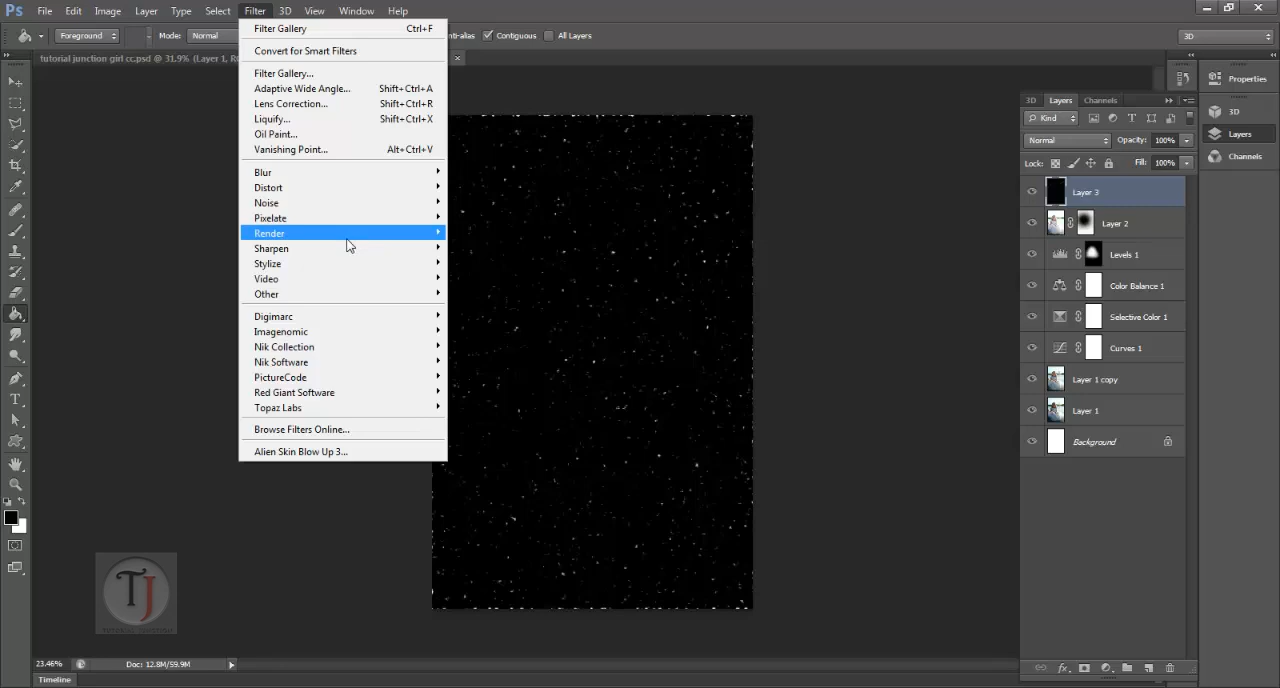 Ps File Edit Image Layer Type Select Filter 3D View Window Help
Foreground Mode: Normal Contiguous All Layers 3D
tutorial junction girl cc.psd @ 31.9% (Layer 1, R
Filter Gallery Ctrl+F
Convert for Smart Filters
Filter Gallery...
Adaptive Wide Angle... Shift+Ctrl+A
Lens Correction... Shift+Ctrl+R
Liquify... Shift+Ctrl+X
Oil Paint...
Vanishing Point... Alt+Ctrl+V
Blur
Distort
Noise
Pixelate
Render
Sharpen
Stylize
Video
Other
Digimarc
Imagenomic
Nik Collection
Nik Software
PictureCode
Red Giant Software
Topaz Labs
Browse Filters Online...
Alien Skin Blow Up 3...
3D Layers Channels
Kind
Normal Opacity: 100%
Lock: Fill: 100%
Layer 3
Layer 2
Levels 1
Color Balance 1
Selective Color 1
Curves 1
Layer 1 copy
Layer 1
Background
Properties
3D
Layers
Channels
TJ
23.46% Doc: 12.8M/59.9M
Timeline